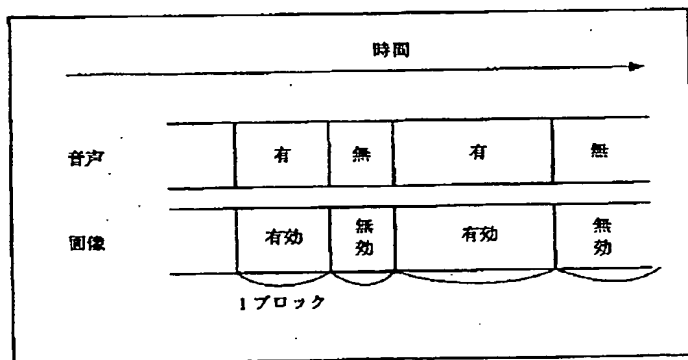 時間
音声 有 無 有 無
画像 有効 無効 有効 無効
1ブロック